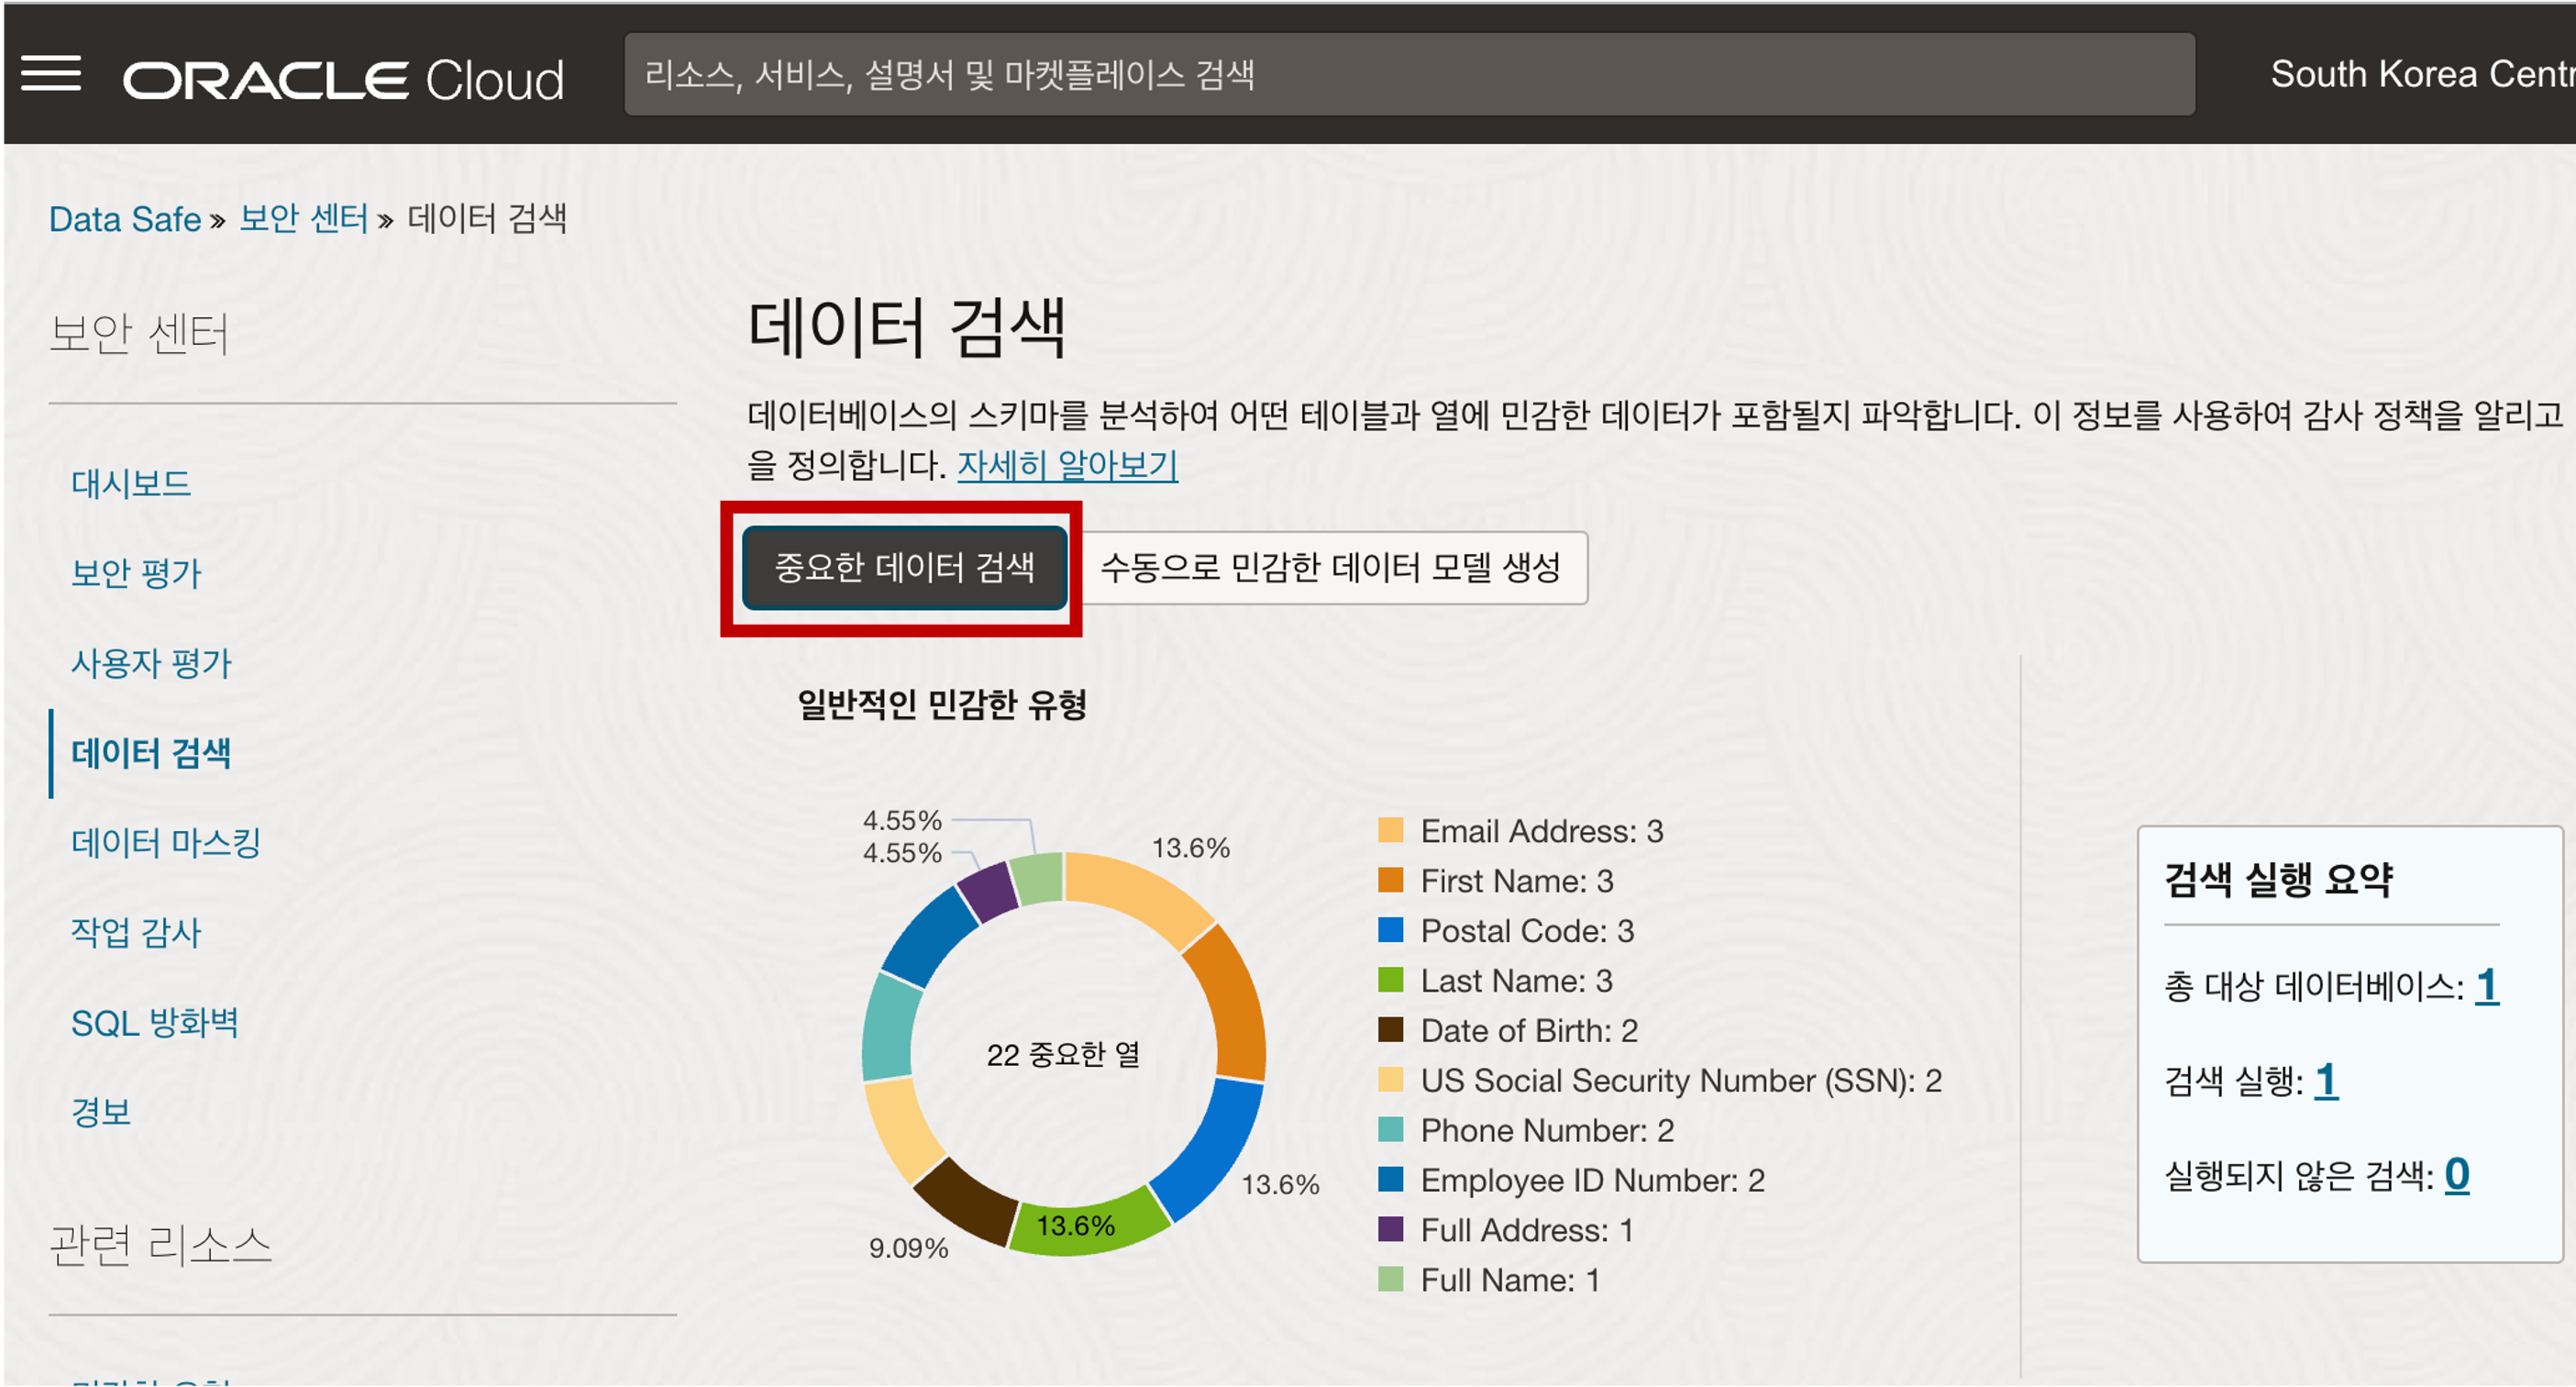 ORACLE Cloud
리소스, 서비스, 설명서 및 마켓플레이스 검색
South Korea Centr
Data Safe » 보안 센터 » 데이터 검색
보안 센터
대시보드
보안 평가
사용자 평가
데이터 검색
데이터 마스킹
작업 감사
SQL 방화벽
경보
관련 리소스
데이터 검색
데이터베이스의 스키마를 분석하여 어떤 테이블과 열에 민감한 데이터가 포함될지 파악합니다. 이 정보를 사용하여 감사 정책을 알리고
을 정의합니다. 자세히 알아보기
중요한 데이터 검색
수동으로 민감한 데이터 모델 생성
일반적인 민감한 유형
4.55%
4.55%
13.6%
13.6%
13.6%
9.09%
22 중요한 열
Email Address: 3
First Name: 3
Postal Code: 3
Last Name: 3
Date of Birth: 2
US Social Security Number (SSN): 2
Phone Number: 2
Employee ID Number: 2
Full Address: 1
Full Name: 1
검색 실행 요약
총 대상 데이터베이스: 1
검색 실행: 1
실행되지 않은 검색: 0